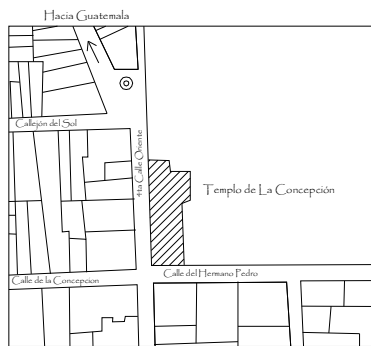 Hacia Guatemala
Callejón del Sol
4ta Calle Oriente
Templo de La Concepción
Calle de la Concepcion
Calle del Hermano Pedro